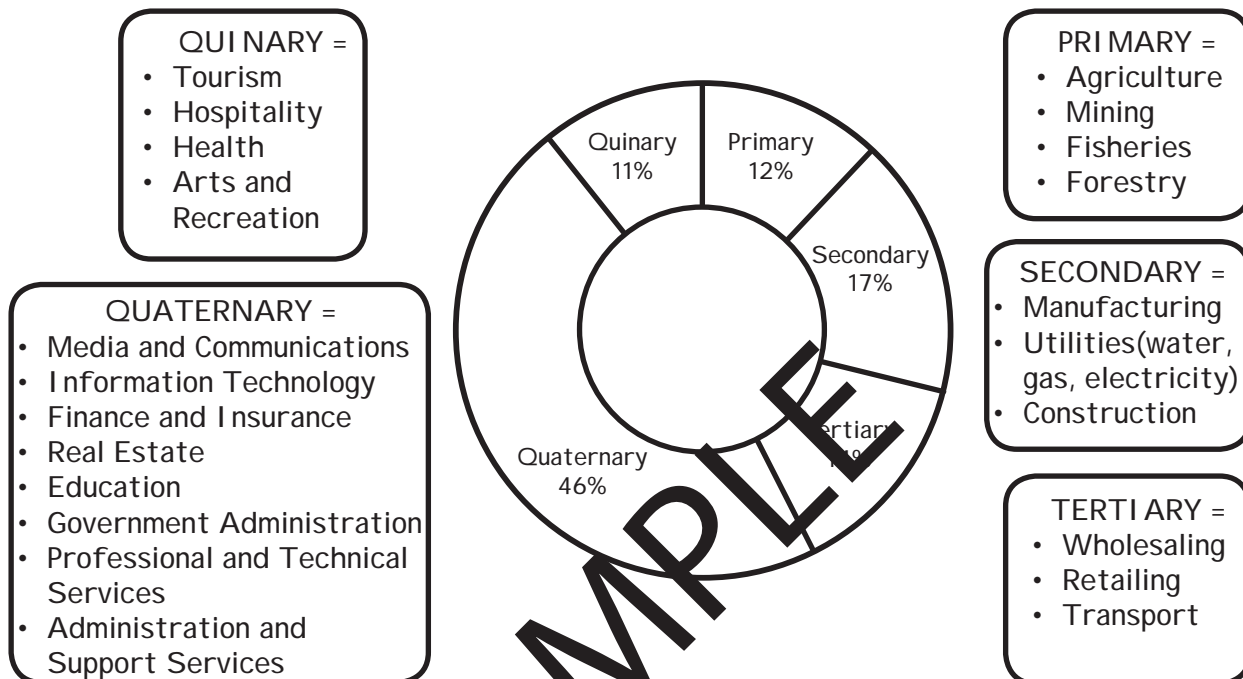 QUINARY =
• Tourism
• Hospitality
• Health
• Arts and
Recreation
QUATERNARY =
• Media and Communications
• Information Technology
• Finance and Insurance
• Real Estate
• Education
• Government Administration
• Professional and Technical
Services
• Administration and
Support Services
Quinary
11%
Primary
12%
Secondary
17%
Quaternary
46%
PRIMARY =
• Agriculture
• Mining
• Fisheries
• Forestry
SECONDARY =
• Manufacturing
• Utilities(water,
gas, electricity)
• Construction
TERTIARY =
• Wholesaling
• Retailing
• Transport
MPLE